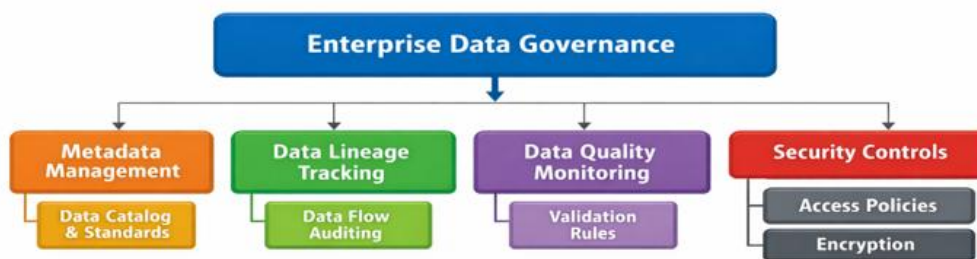 Enterprise Data Governance
Metadata
Management
Data Catalog
& Standards
Data Lineage
Tracking
Data Flow
Auditing
Data Quality
Monitoring
Validation
Rules
Security Controls
Access Policies
Encryption